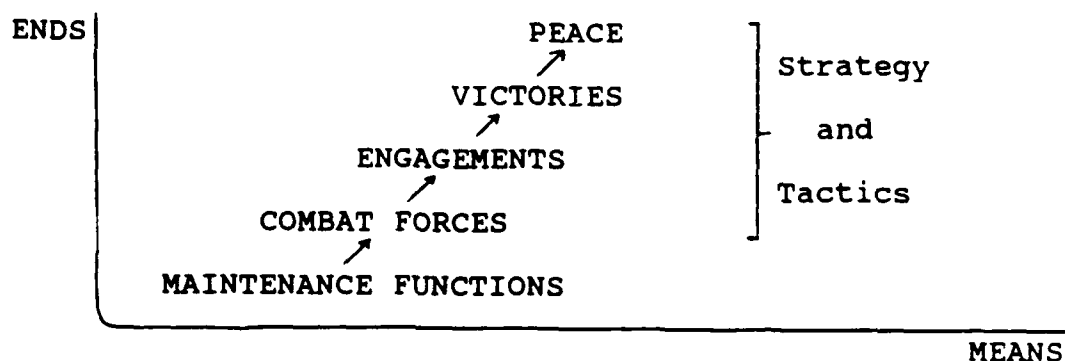 ENDS
PEACE
Strategy
VICTORIES
and
ENGAGEMENTS
Tactics
COMBAT FORCES
MAINTENANCE FUNCTIONS
MEANS